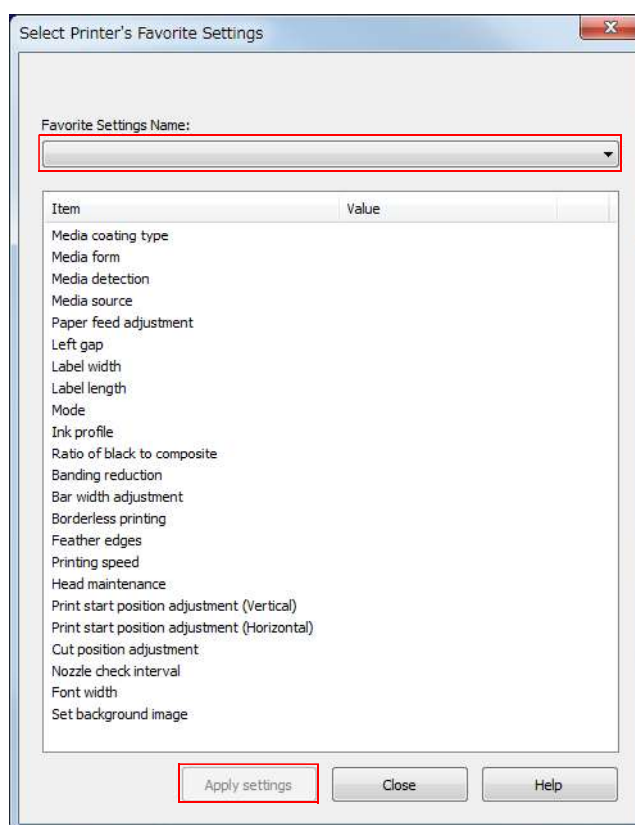 Select Printer's Favorite Settings
Favorite Settings Name:
Item Value
Media coating type
Media form
Media detection
Media source
Paper feed adjustment
Left gap
Label width
Label length
Mode
Ink profile
Ratio of black to composite
Banding reduction
Bar width adjustment
Borderless printing
Feather edges
Printing speed
Head maintenance
Print start position adjustment (Vertical)
Print start position adjustment (Horizontal)
Cut position adjustment
Nozzle check interval
Font width
Set background image
Apply settings Close Help